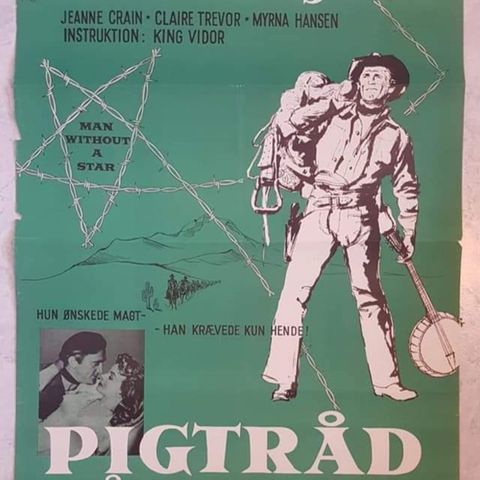 JEANNE CRAIN · CLAIRE TREVOR · MYRNA HANSEN
INSTRUKTION: KING VIDOR
MAN
WITHOUT
A
STAR
HUN ØNSKEDE MAGT-
- HAN KRÆVEDE KUN HENDE!
PIGTRÅD